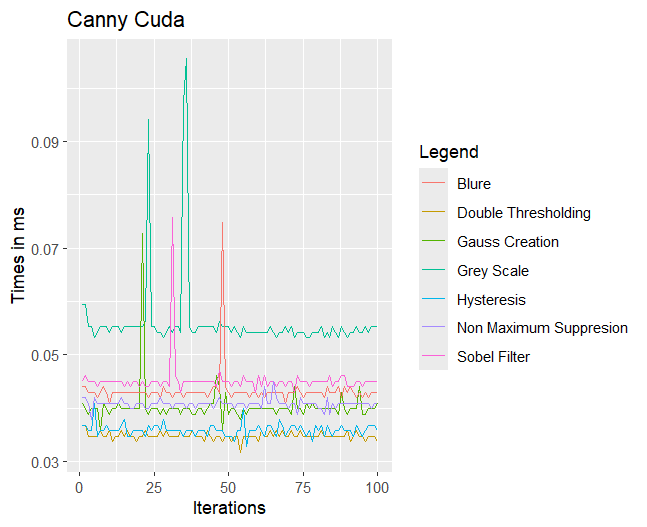 Canny Cuda
0.09
0.07
0.05
0.03
Times in ms
0 25 50 75 100
Iterations
Legend
Blure
Double Thresholding
Gauss Creation
Grey Scale
Hysteresis
Non Maximum Suppresion
Sobel Filter